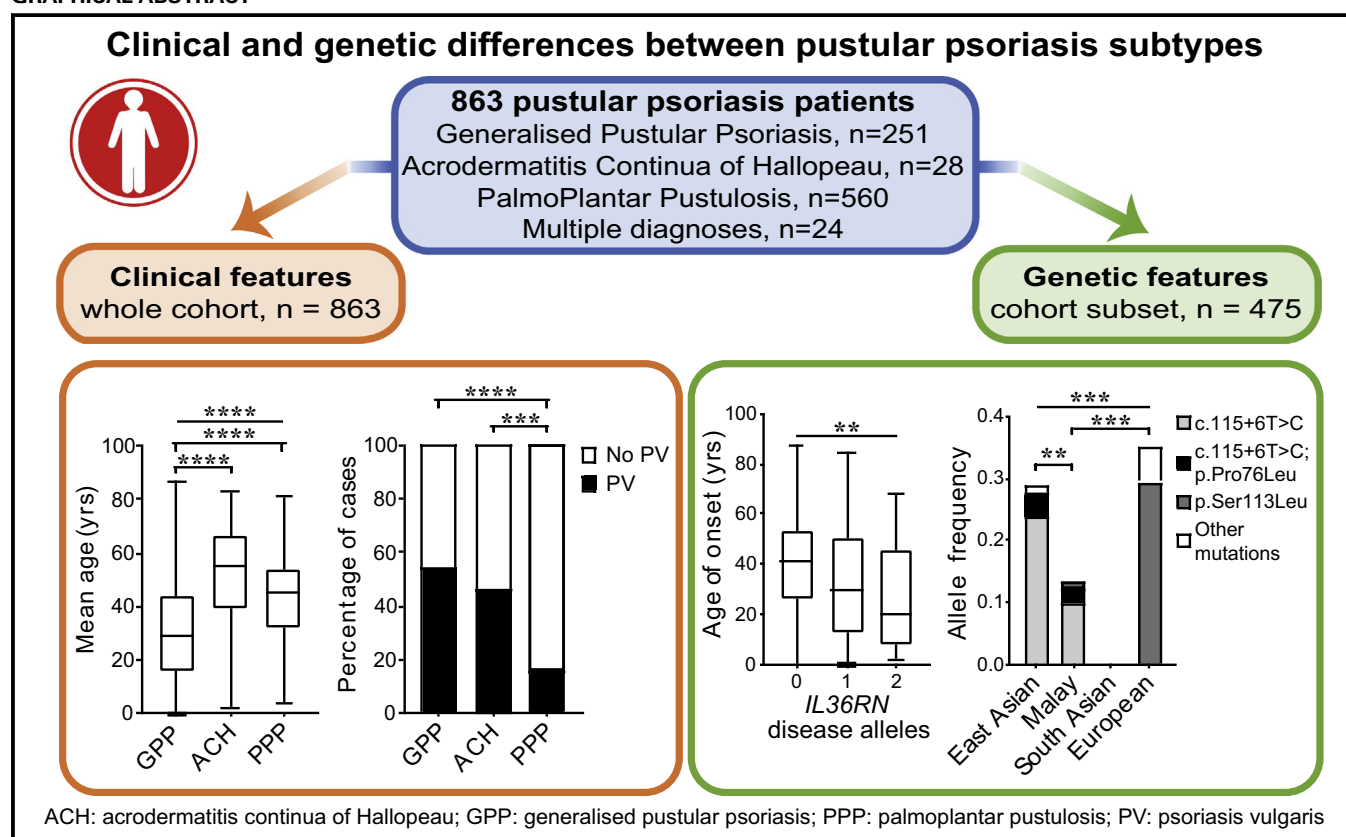 GRAPHICAL ABSTRACT
Clinical and genetic differences between pustular psoriasis subtypes
863 pustular psoriasis patients
Generalised Pustular Psoriasis, n=251
Acrodermatitis Continua of Hallopeau, n=28
PalmoPlantar Pustulosis, n=560
Multiple diagnoses, n=24
Clinical features
whole cohort, n = 863
Genetic features
cohort subset, n = 475
Mean age (yrs)
100
80
60
40
20
0
****
****
****
GPP
ACH
PPP
Percentage of cases
100
80
60
40
20
0
****
***
No PV
PV
GPP
ACH
PPP
Age of onset (yrs)
100
80
60
40
20
0
**
0 1 2
IL36RN
disease alleles
Allele frequency
0.4
0.3
0.2
0.1
0.0
***
***
**
c.115+6T>C
c.115+6T>C;
p.Pro76Leu
p.Ser113Leu
Other
mutations
East Asian
Malay
South Asian
European
ACH: acrodermatitis continua of Hallopeau; GPP: generalised pustular psoriasis; PPP: palmoplantar pustulosis; PV: psoriasis vulgaris